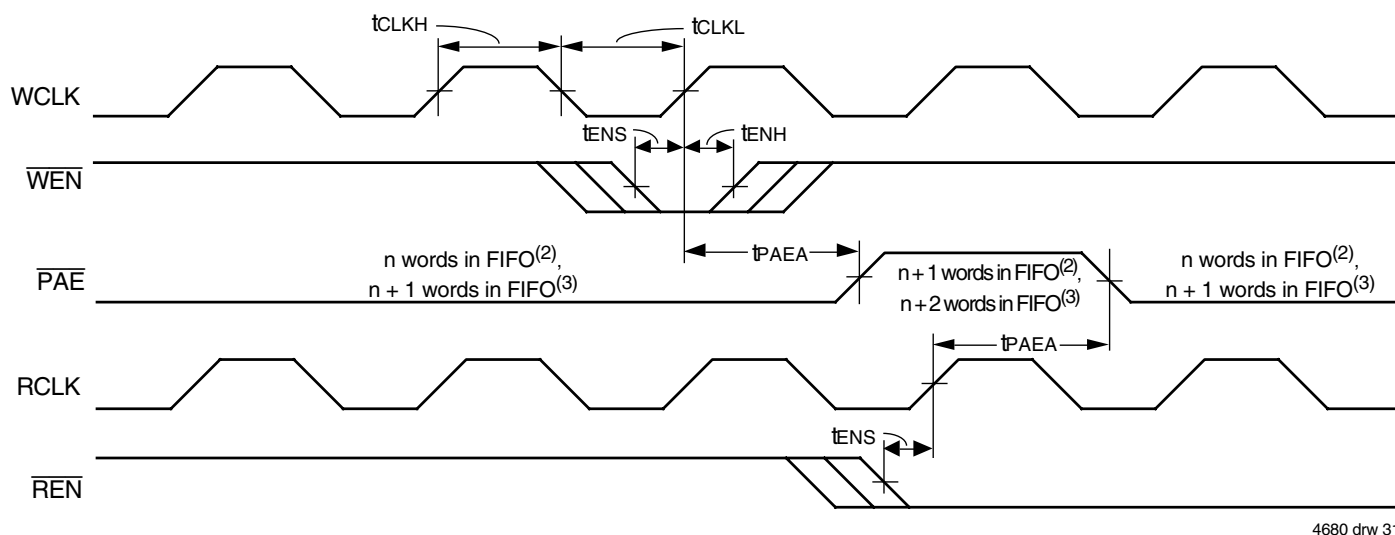 tCLKH
tCLKL
WCLK
tENS
tENH
WEN
tPAEA
PAE
n words in FIFO(2),
n + 1 words in FIFO(3)
n + 1 words in FIFO(2),
n + 2 words in FIFO(3)
n words in FIFO(2),
n + 1 words in FIFO(3)
tPAEA
RCLK
tENS
REN
4680 drw 31